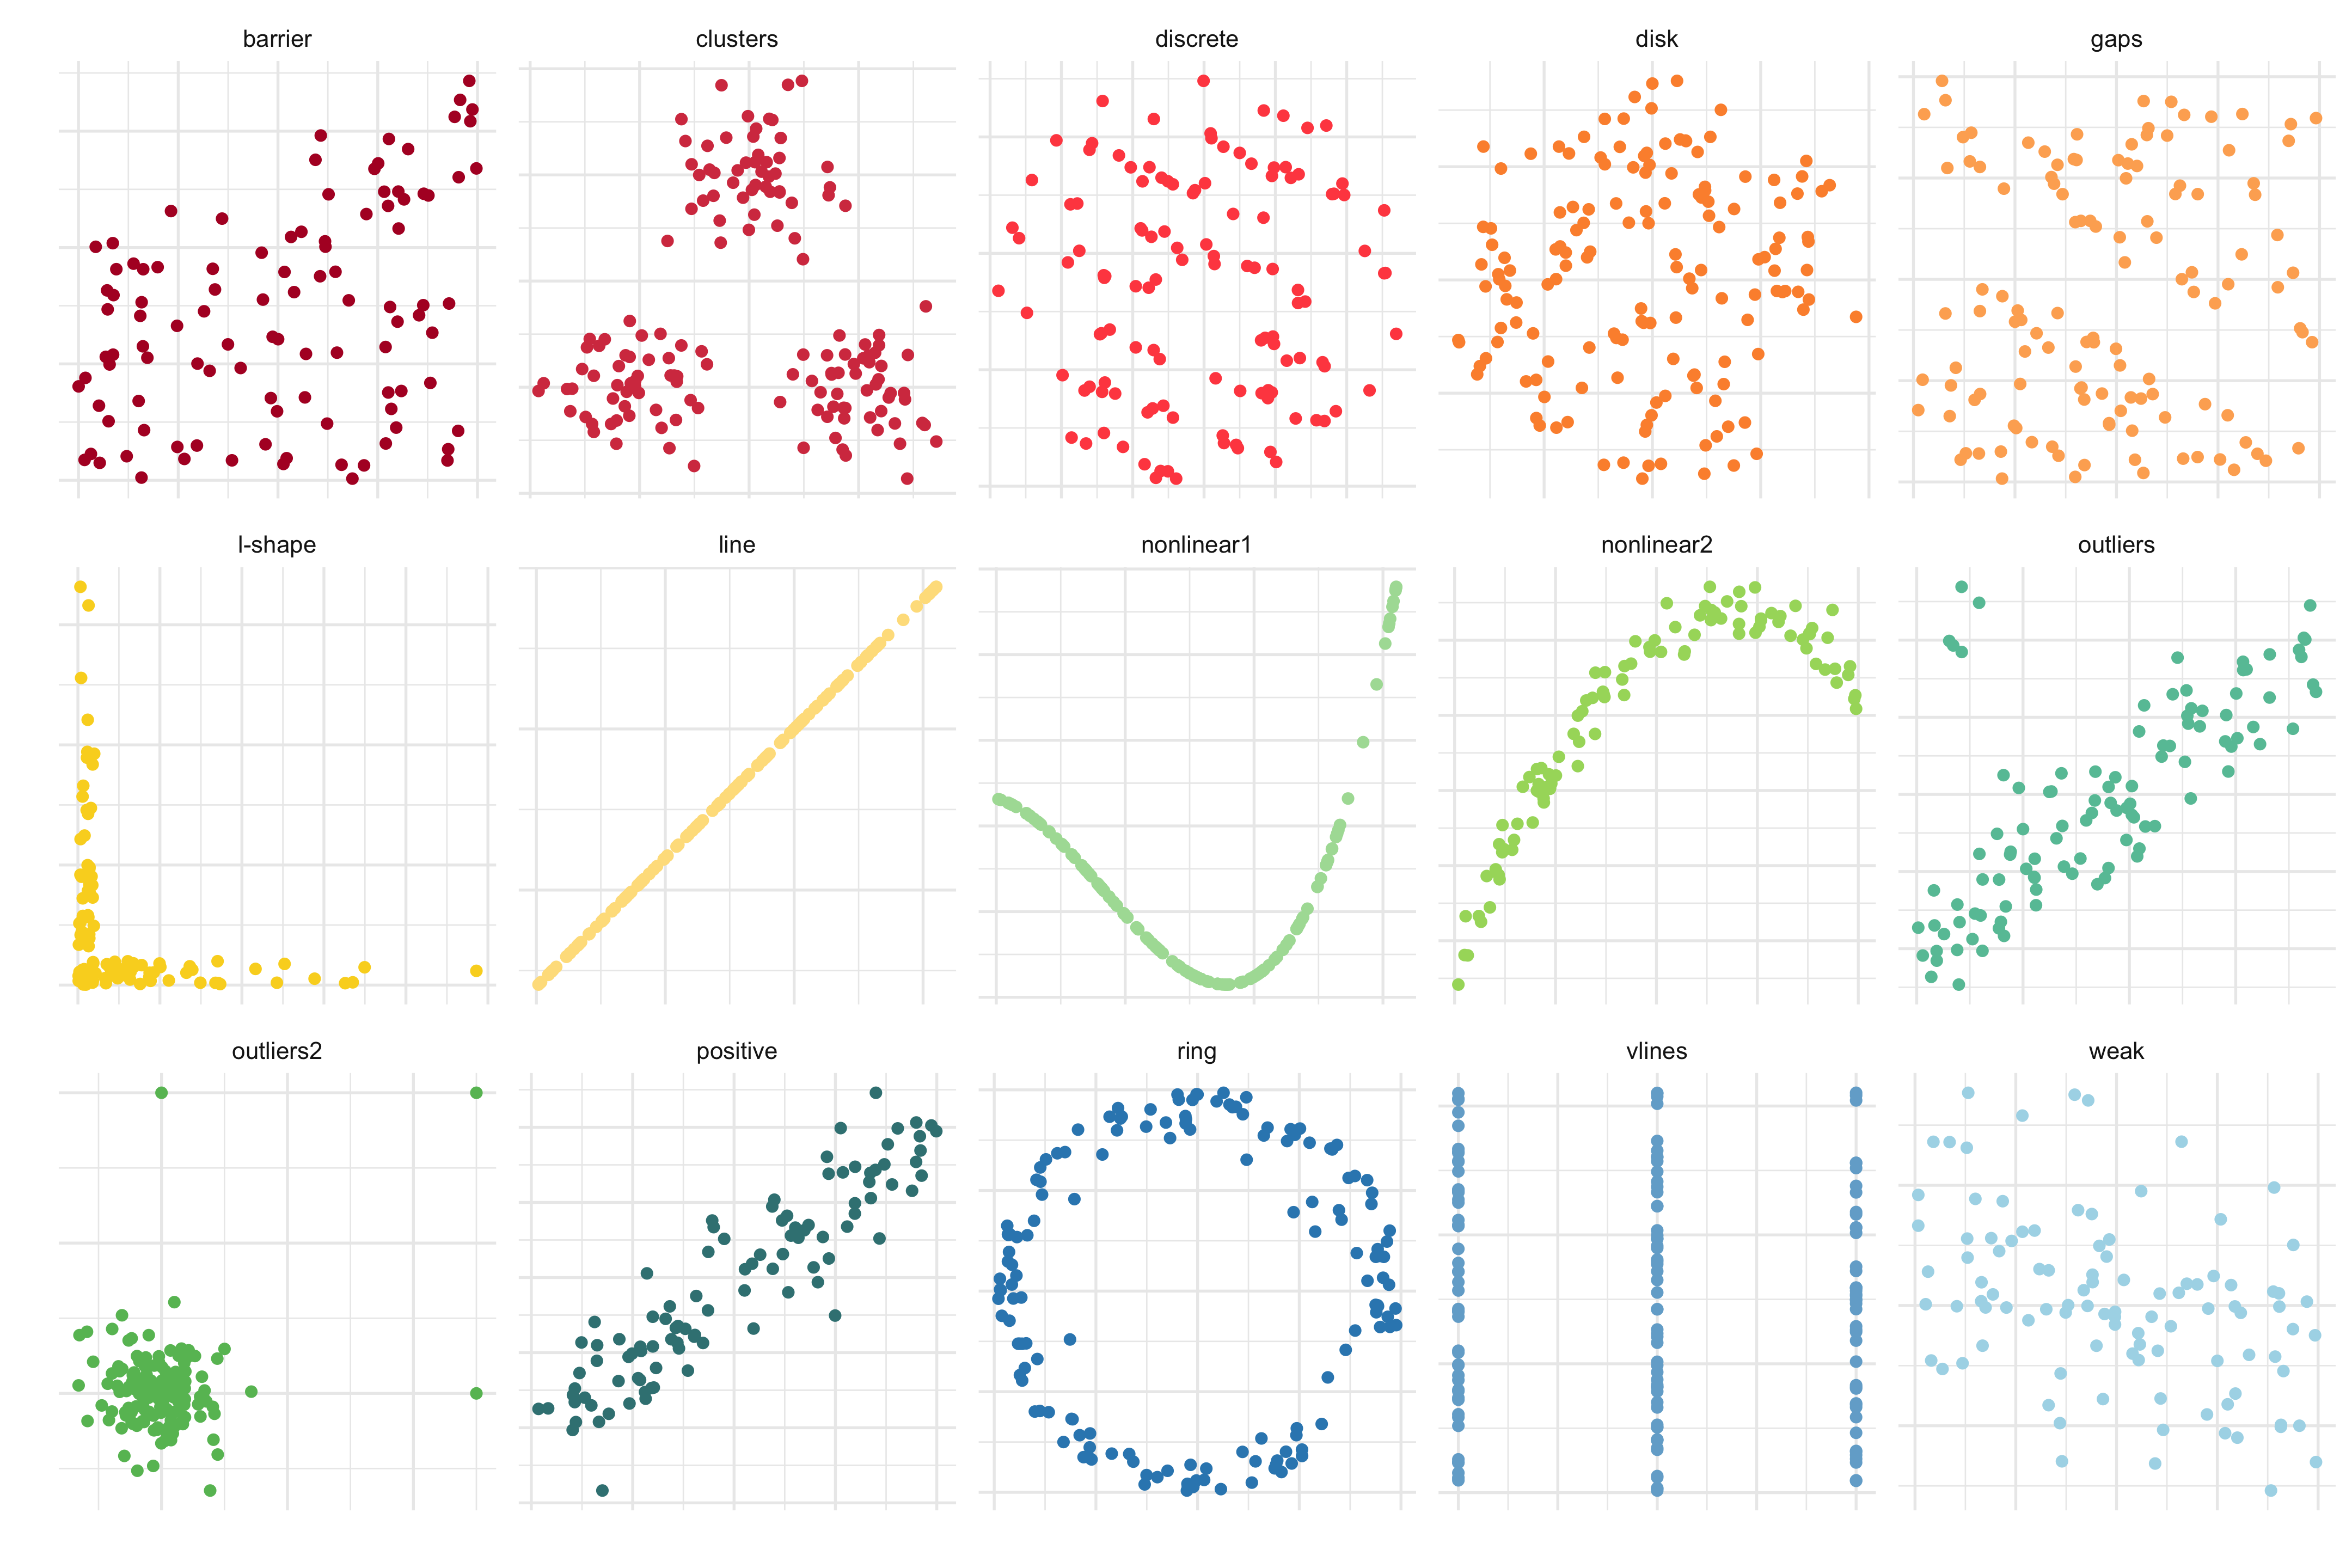 barrier
clusters
discrete
disk
gaps
l-shape
line
nonlinear1
nonlinear2
outliers
outliers2
positive
ring
vlines
weak